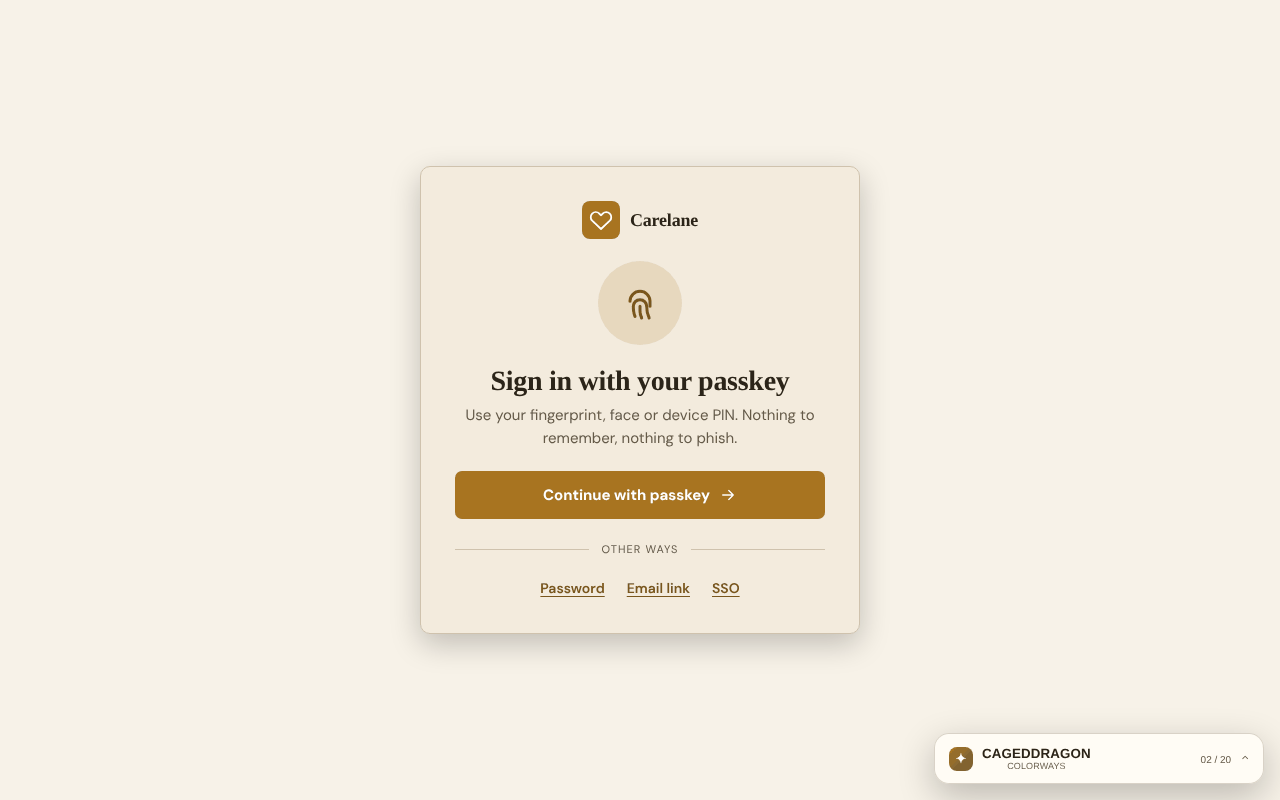 Carelane
Sign in with your passkey
Use your fingerprint, face or device PIN. Nothing to
remember, nothing to phish.
Continue with passkey →
OTHER WAYS
Password Email link SSO
CAGEDDRAGON
COLORWAYS
02 / 20